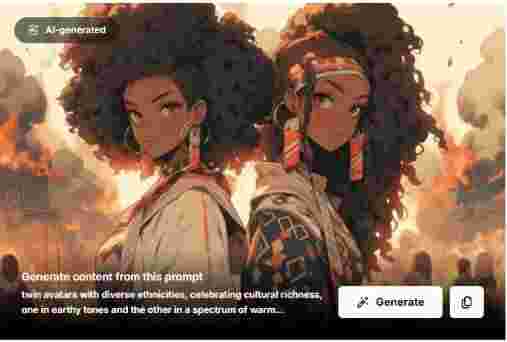 AI-generated
Generate content from this prompt
twin avatars with diverse ethnicities, celebrating cultural richness,
one in earthy tones and the other in a spectrum of warm...
Generate